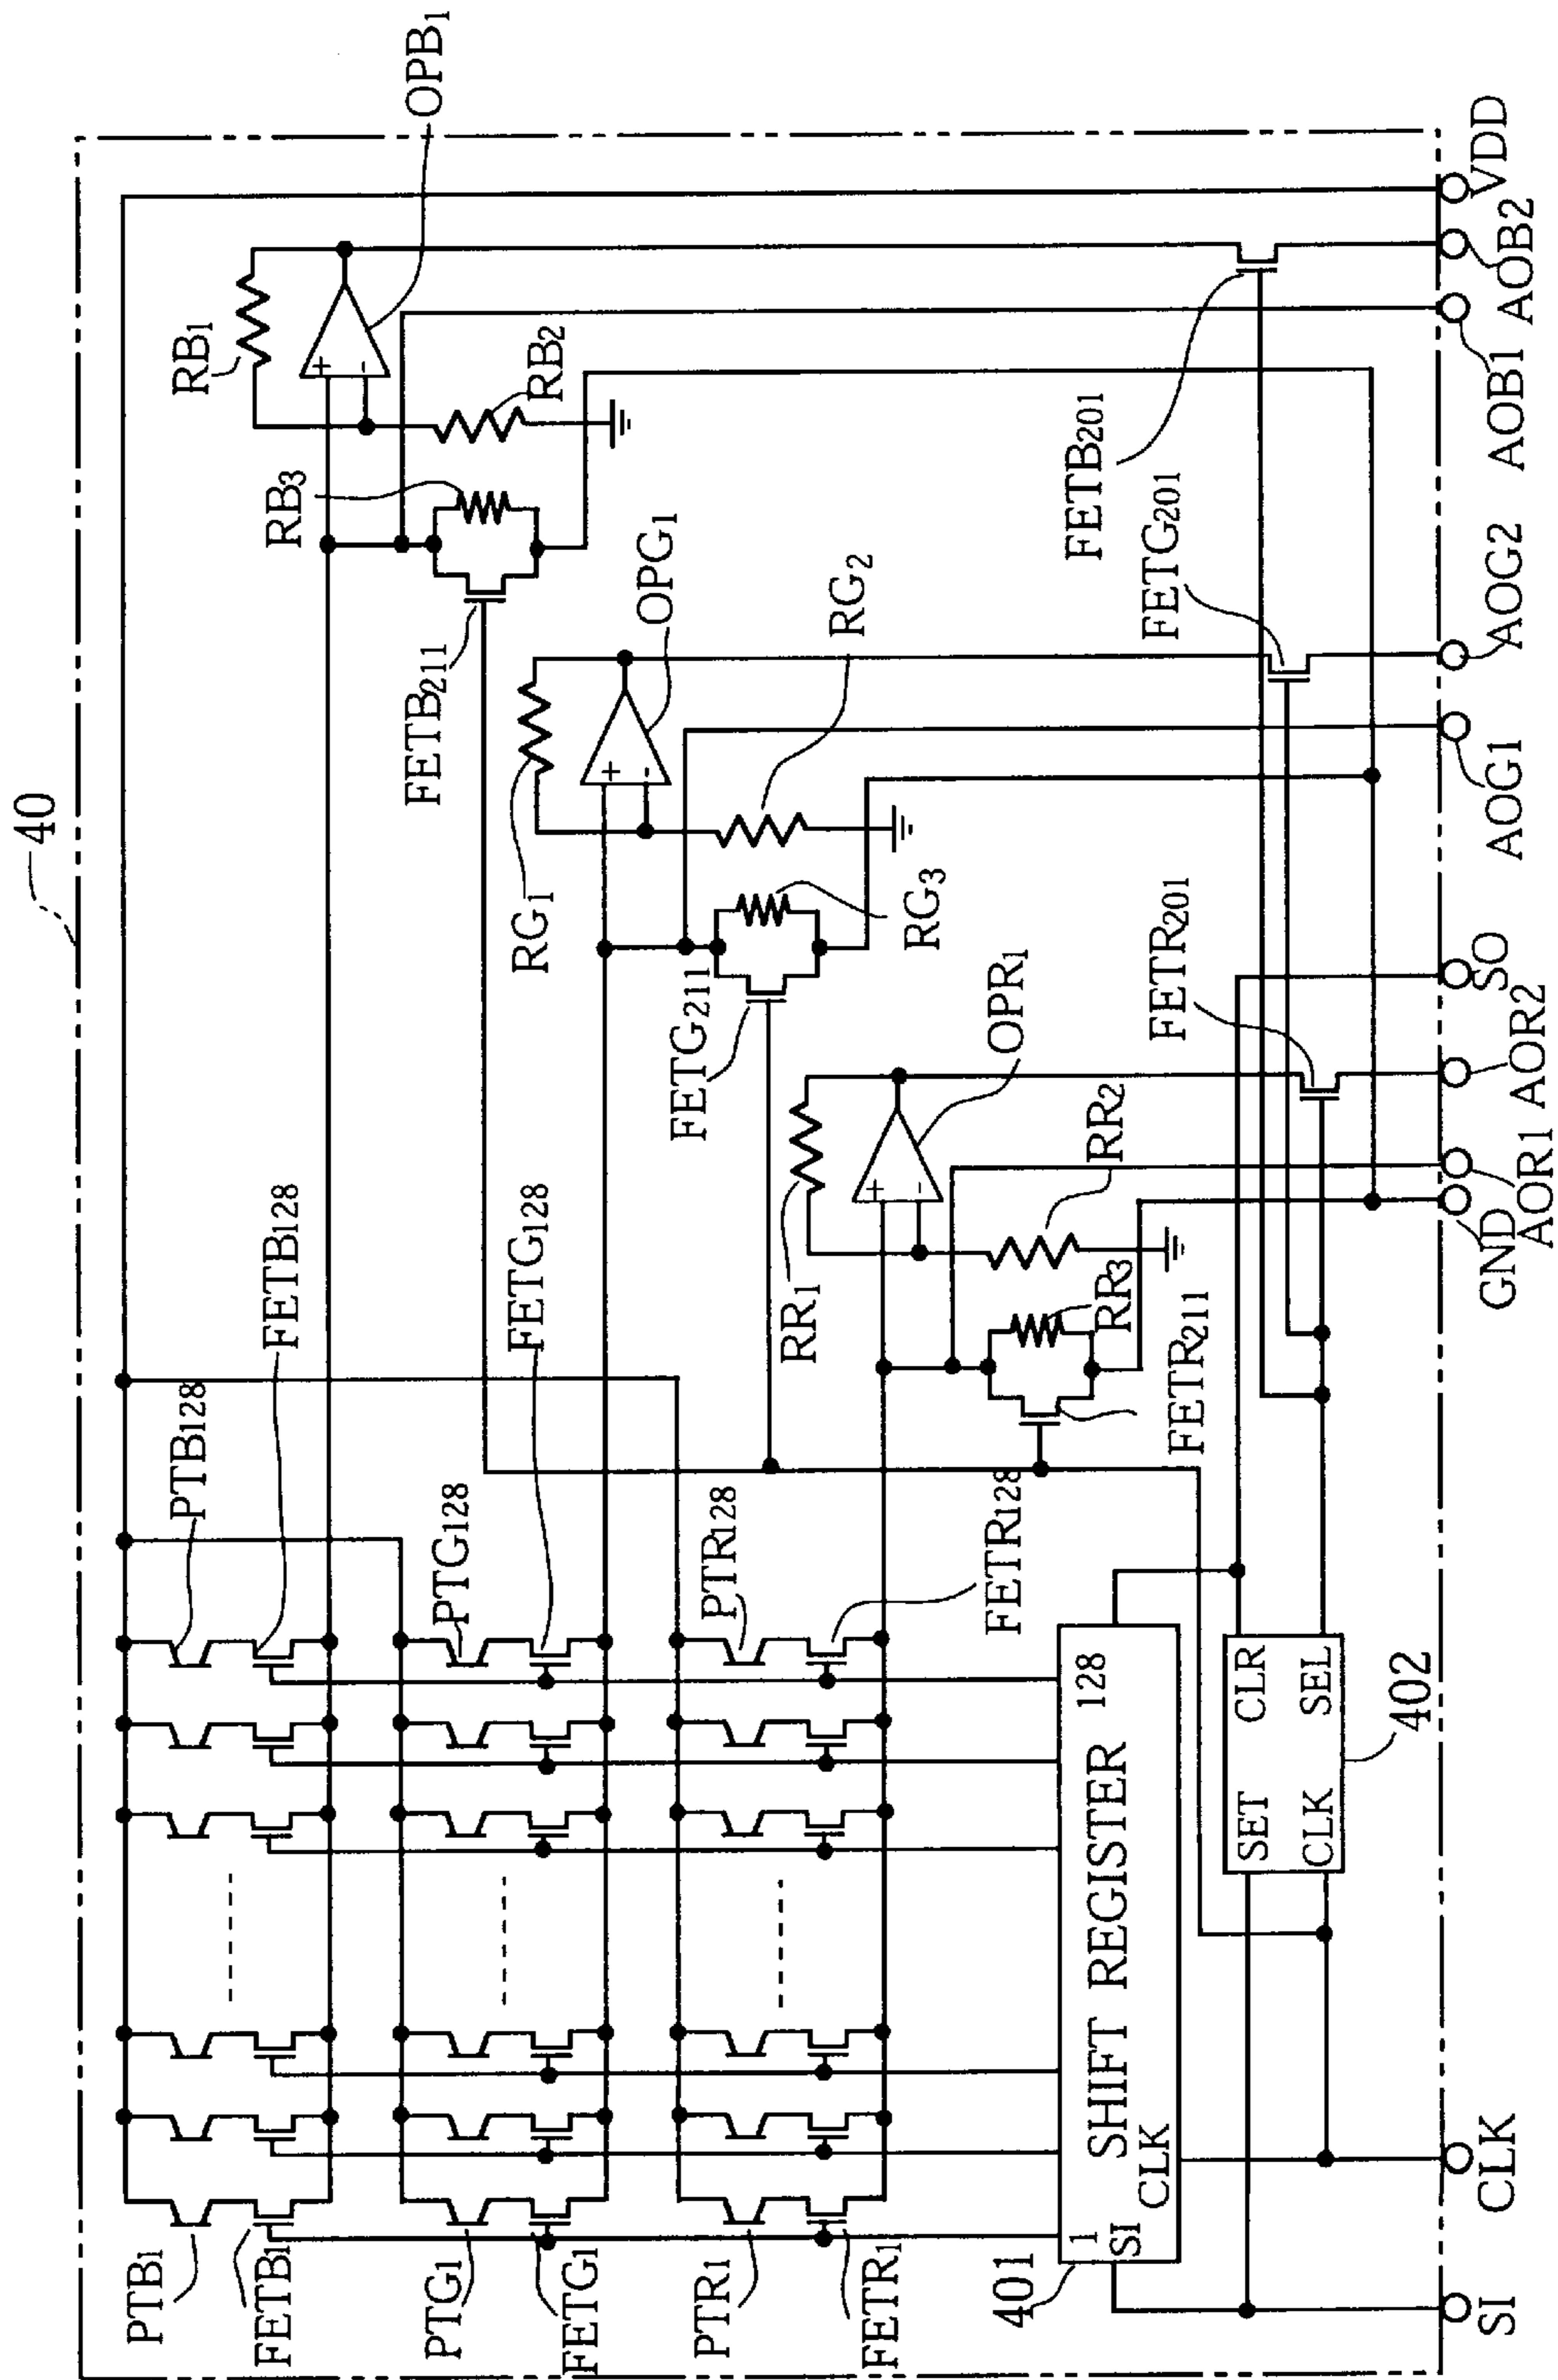 40
OPB1
RB1
+
-
RB2
RB3
FETB211
PTB128
FETB128
PTB1
FETB1
OPG1
RG1
+
-
RG2
RG3
FETG211
PTG128
FETG128
PTG1
FETG1
OPR1
RR1
+
-
RR2
RR3
FETR211
PTR128
FETR128
PTR1
FETR1
FETB201
FETG201
FETR201
401
1
128
SI
SHIFT REGISTER
CLK
SET
CLR
CLK
SEL
402
SI
CLK
GND
AOR1
AOR2
SO
AOG1
AOG2
AOB1
AOB2
VDD